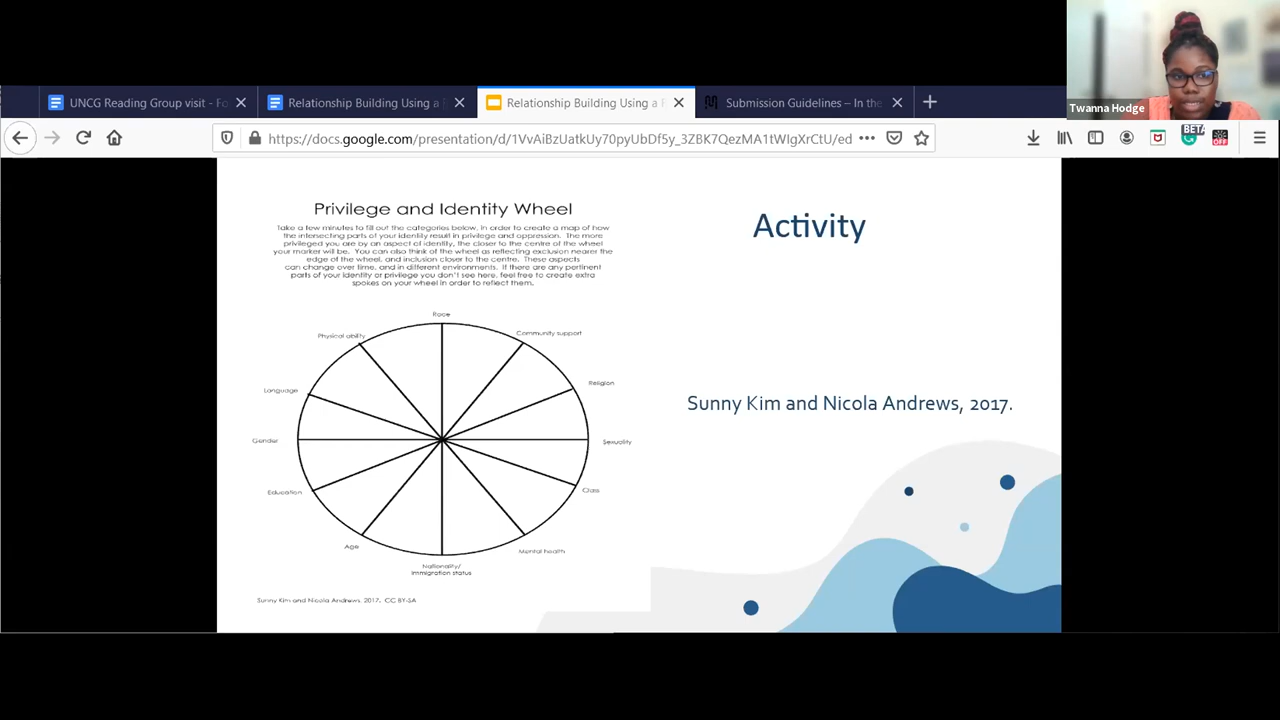 Twanna Hodge
UNCG Reading Group visit - Fo
Relationship Building Using a
Relationship Building Using a
Submission Guidelines – In the
https://docs.google.com/presentation/d/1VvAiBzUatkUy70pyUbDf5y_3ZBK7QezMA1tWIgXrCtU/ed
BETA
OFF
Privilege and Identity Wheel
Take a few minutes to fill out the categories below, in order to create a map of how
the intersecting parts of your identity result in privilege and oppression. The more
privileged you are by an aspect of identity, the closer to the centre of the wheel
your marker will be. You can also think of the wheel as reflecting exclusion nearer the
edge of the wheel, and inclusion closer to the centre. These aspects
can change over time, and in different environments. If there are any pertinent
parts of your identity or privilege you don't see here, feel free to create extra
spokes on your wheel in order to reflect them.
Race
Physical ability
Community support
Language
Religion
Gender
Sexuality
Education
Class
Age
Mental health
Nationality/
Immigration status
Sunny Kim and Nicola Andrews. 2017. CC BY-SA
Activity
Sunny Kim and Nicola Andrews, 2017.